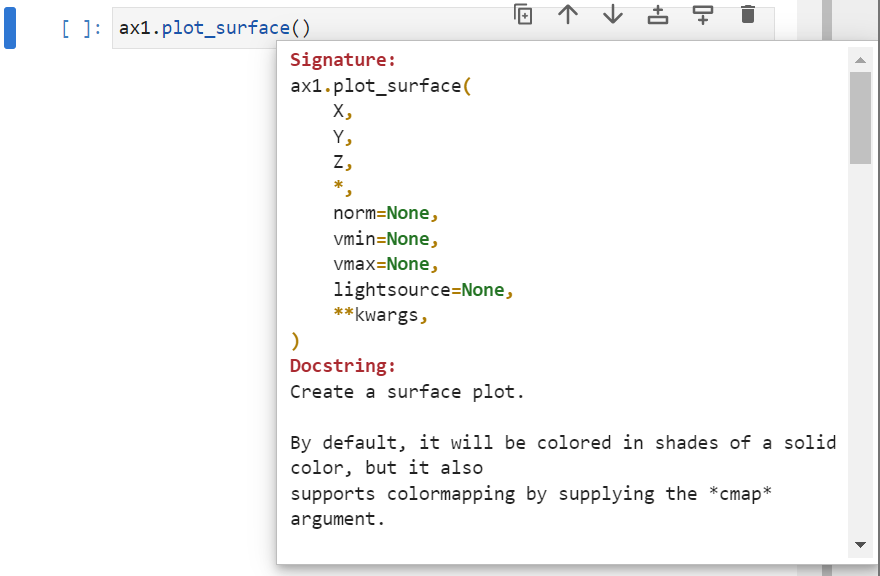 [ ]: ax1.plot_surface()
Signature:
ax1.plot_surface(
    X,
    Y,
    Z,
    *,
    norm=None,
    vmin=None,
    vmax=None,
    lightsource=None,
    **kwargs,
)
Docstring:
Create a surface plot.
By default, it will be colored in shades of a solid
color, but it also
supports colormapping by supplying the *cmap*
argument.